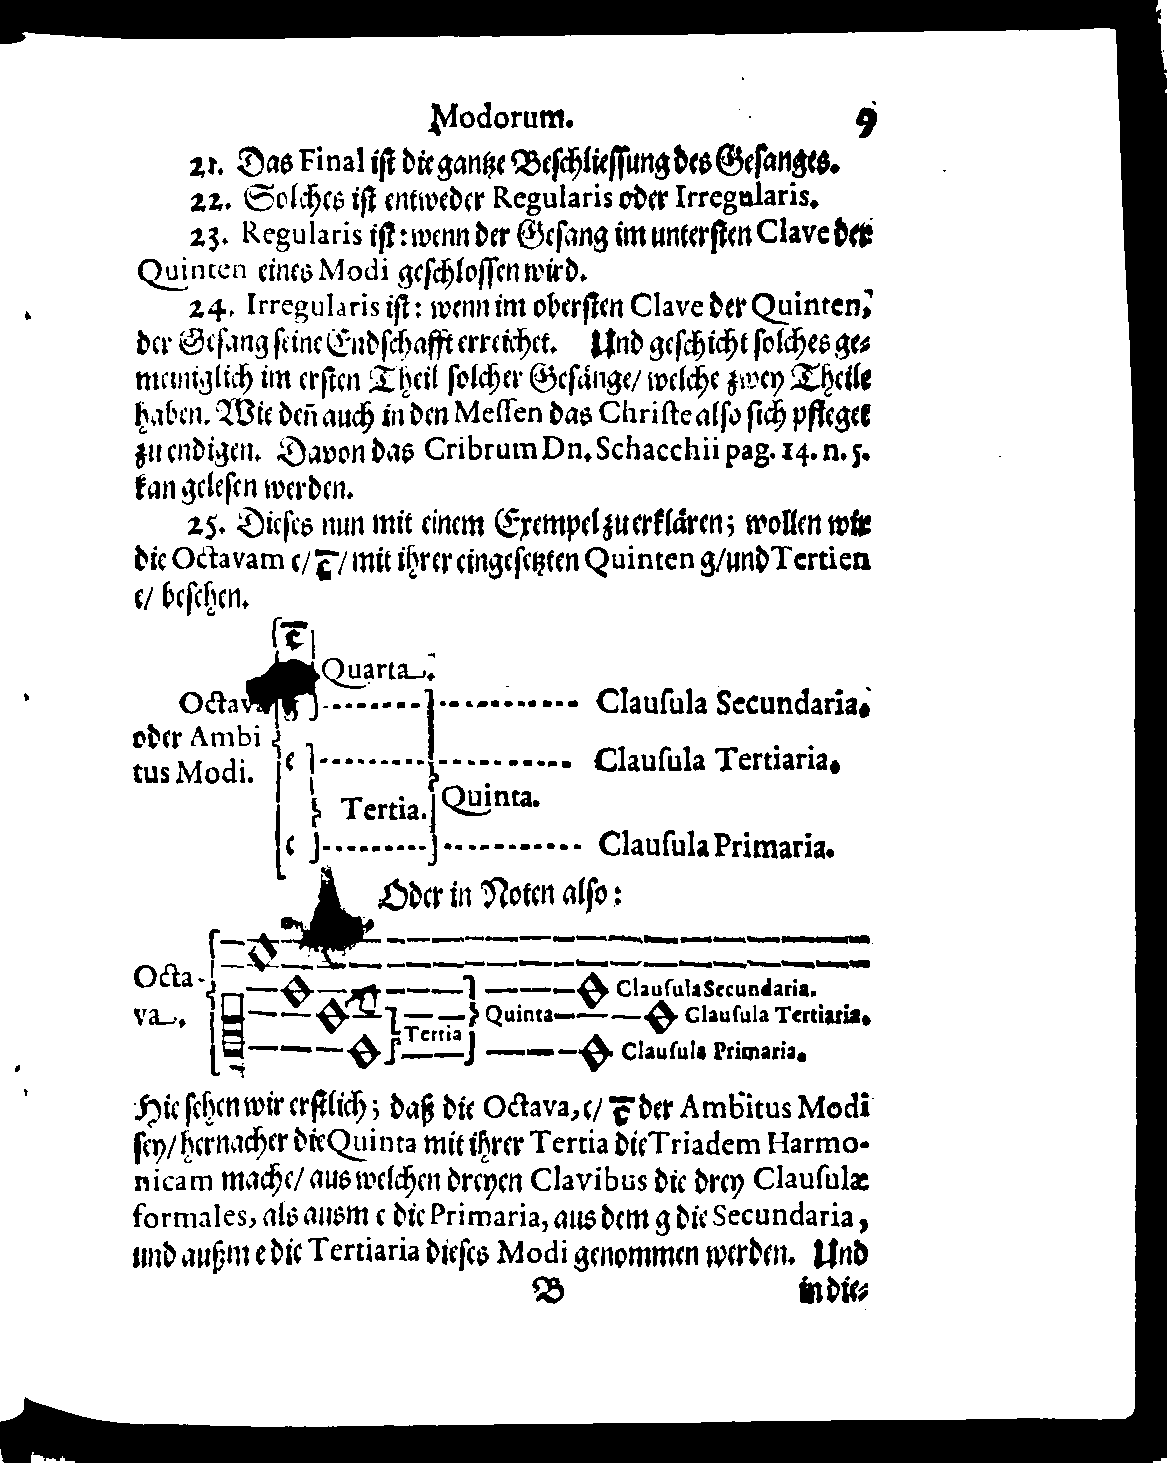 Modorum. 9
21. Das Final ist die gantze Beschliessung des Gesanges.
22. Solches ist entweder Regularis oder Irregularis.
23. Regularis ist: wenn der Gesang im untersten Clave der
Quinten eines Modi geschlossen wird.
24. Irregularis ist: wenn im obersten Clave der Quinten,
der Gesang seine Endschafft erreichet. Und geschicht solches ge-
meiniglich im ersten Theil solcher Gesänge/ welche zwey Theile
haben. Wie deñ auch in den Messen das Christe also sich pfleget
zu endigen. Davon das Cribrum Dn. Schacchii pag. 14. n. 5.
kan gelesen werden.
25. Dieses nun mit einem Exempel zu erklären; wollen wir
die Octavam c/ c̄/ mit ihrer eingesetzten Quinten g/ und Tertien
e/ besehen.
c̄
Quarta.
Octava g Clausula Secundaria.
oder Ambi
e Clausula Tertiaria.
tus Modi.
Tertia. Quinta.
c Clausula Primaria.
Oder in Noten also:
Octa-
Clausula Secundaria.
va. Quinta Clausula Tertiaria.
Tertia
Clausula Primaria.
Hie sehen wir erstlich; daß die Octava, c/ c̄ der Ambitus Modi
sey/ hernacher die Quinta mit ihrer Tertia die Triadem Harmo-
nicam mache/ aus welchen dreyen Clavibus die drey Clausulæ
formales, als ausm c die Primaria, aus dem g die Secundaria,
und außm e die Tertiaria dieses Modi genommen werden. Und
B in die-